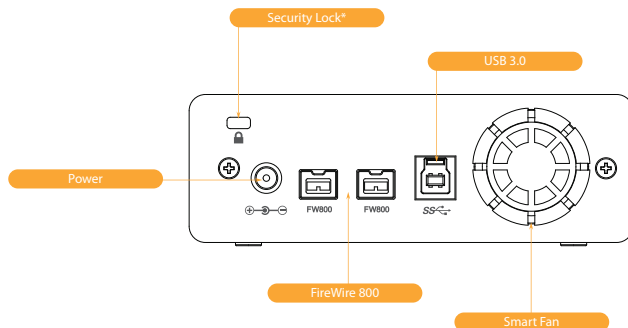 Security Lock*
USB 3.0
Power
FW800
FW800
SS
FireWire 800
Smart Fan